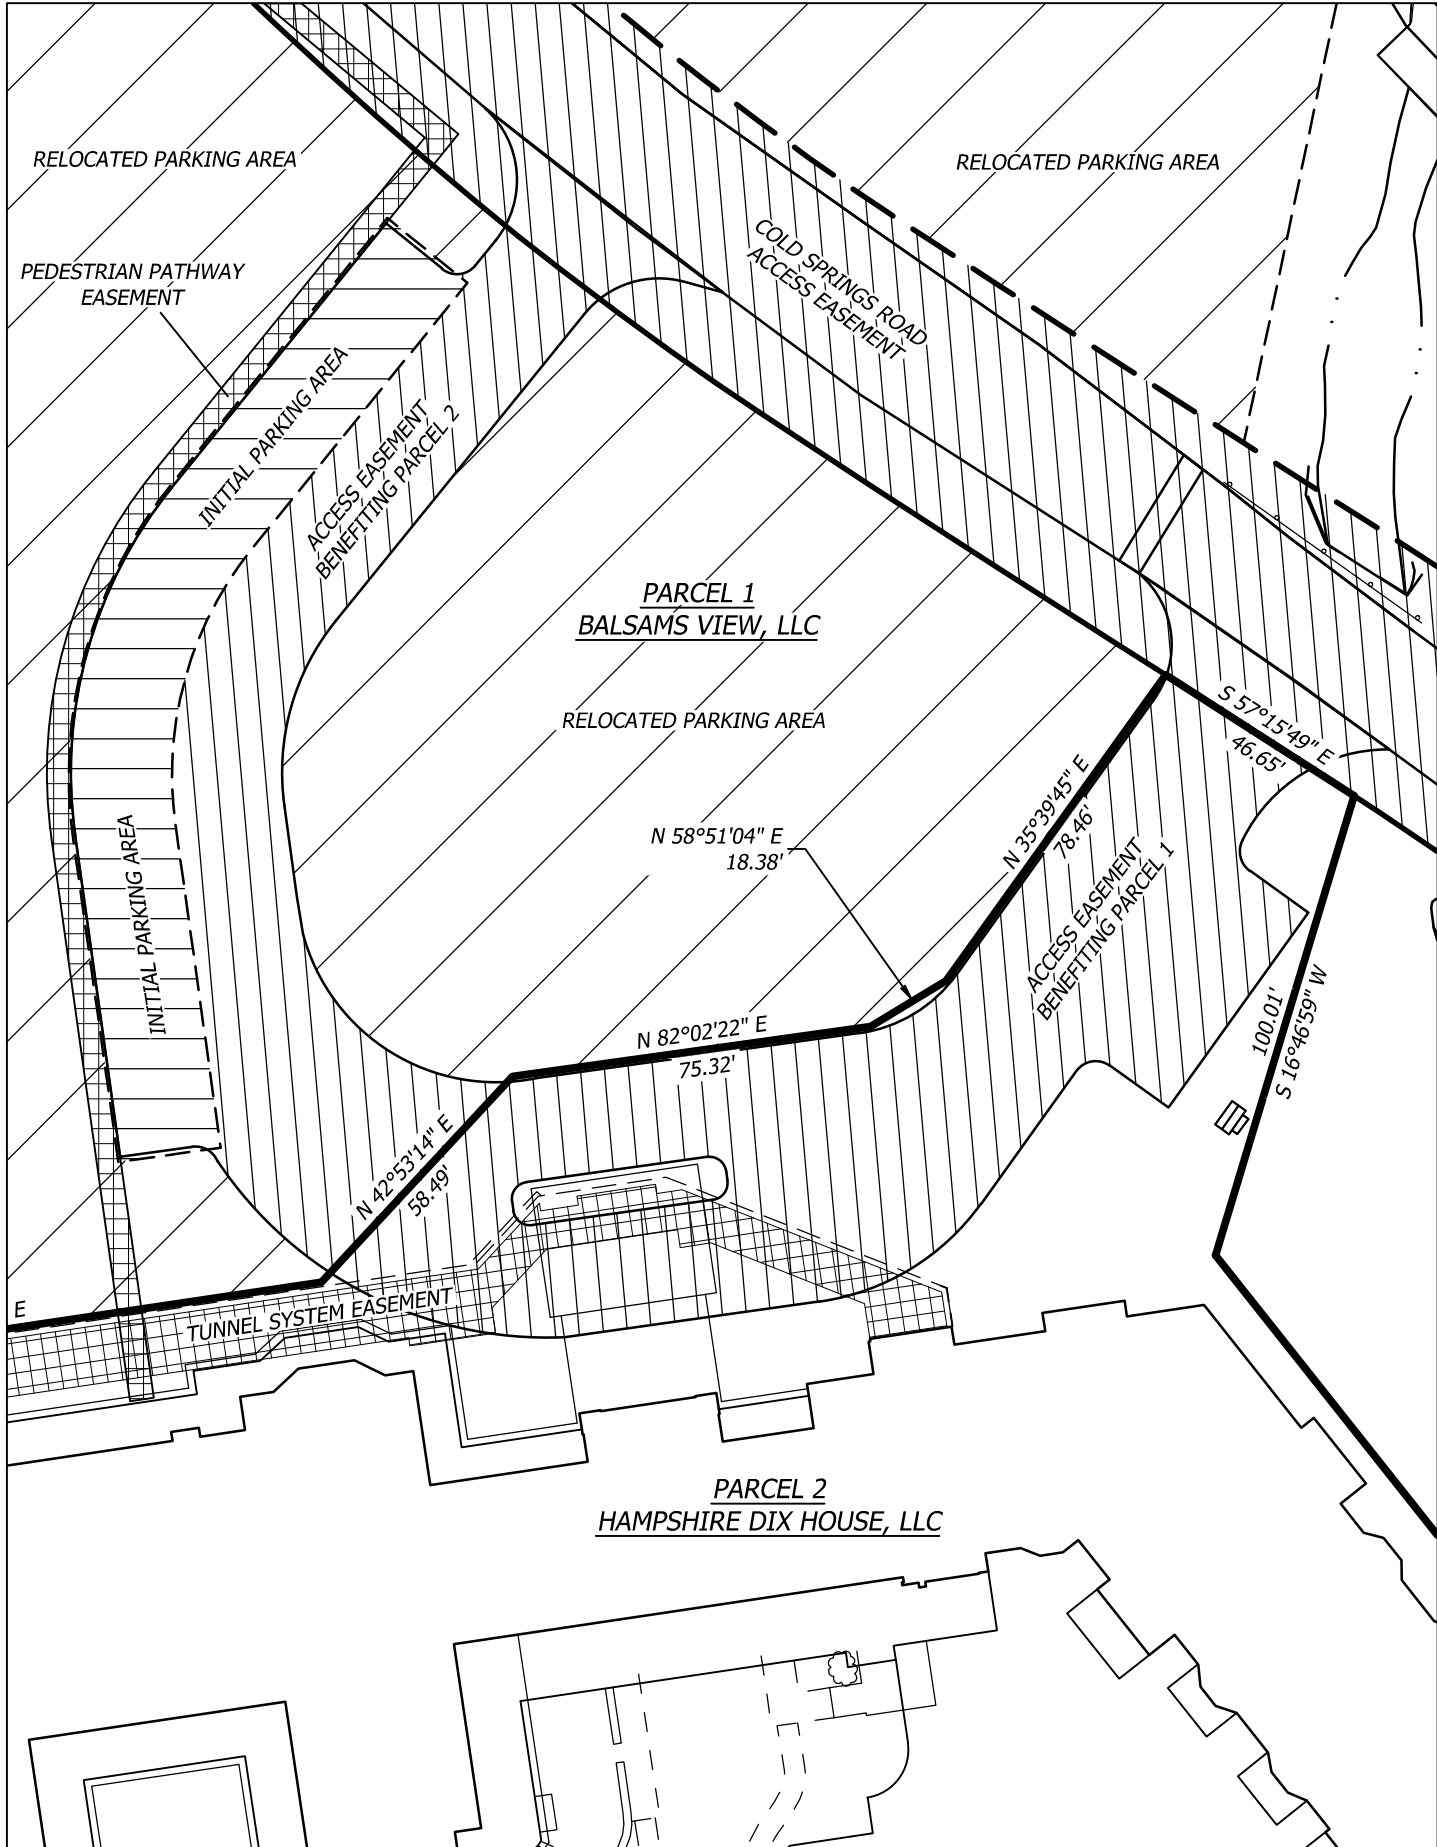 RELOCATED PARKING AREA
RELOCATED PARKING AREA
COLD SPRINGS ROAD
ACCESS EASEMENT
PEDESTRIAN PATHWAY
EASEMENT
INITIAL PARKING AREA
ACCESS EASEMENT
BENEFITING PARCEL 2
PARCEL 1
BALSAMS VIEW, LLC
RELOCATED PARKING AREA
S 57°15'49" E
46.65'
N 35°39'45" E
78.46'
N 58°51'04" E
18.38'
INITIAL PARKING AREA
ACCESS EASEMENT
BENEFITING PARCEL 1
100.01'
S 16°46'59" W
N 82°02'22" E
75.32'
N 42°53'14" E
58.49'
E
TUNNEL SYSTEM EASEMENT
PARCEL 2
HAMPSHIRE DIX HOUSE, LLC